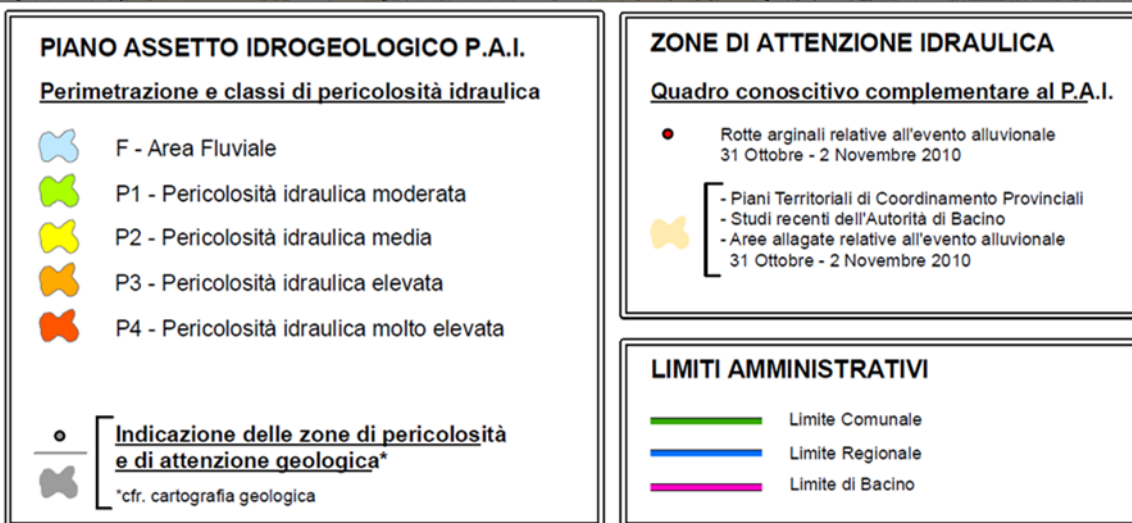 PIANO ASSETTO IDROGEOLOGICO P.A.I.
Perimetrazione e classi di pericolosità idraulica
F - Area Fluviale
P1 - Pericolosità idraulica moderata
P2 - Pericolosità idraulica media
P3 - Pericolosità idraulica elevata
P4 - Pericolosità idraulica molto elevata
Indicazione delle zone di pericolosità
e di attenzione geologica*
*cfr. cartografia geologica
ZONE DI ATTENZIONE IDRAULICA
Quadro conoscitivo complementare al P.A.I.
Rotte arginali relative all'evento alluvionale
31 Ottobre - 2 Novembre 2010
- Piani Territoriali di Coordinamento Provinciali
- Studi recenti dell'Autorità di Bacino
- Aree allagate relative all'evento alluvionale
31 Ottobre - 2 Novembre 2010
LIMITI AMMINISTRATIVI
Limite Comunale
Limite Regionale
Limite di Bacino